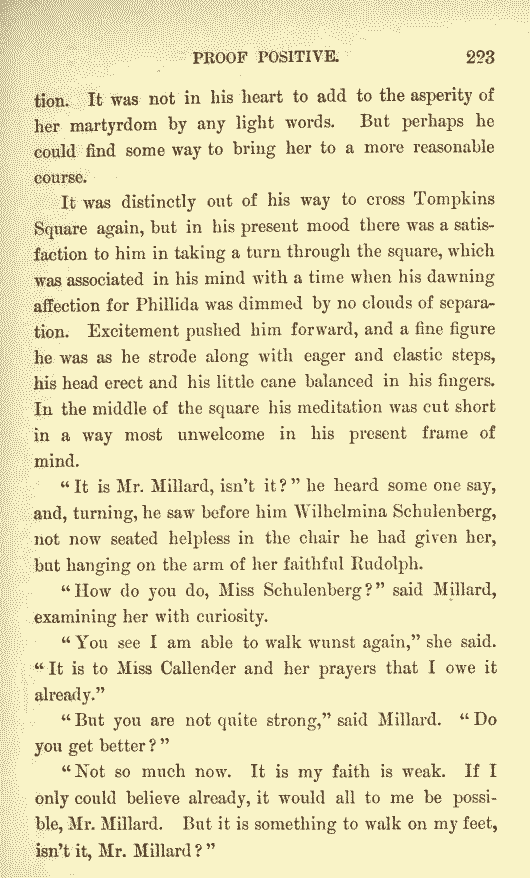 PROOF POSITIVE. 223
tion. It was not in his heart to add to the asperity of
her martyrdom by any light words. But perhaps he
could find some way to bring her to a more reasonable
course.
It was distinctly out of his way to cross Tompkins
Square again, but in his present mood there was a satis-
faction to him in taking a turn through the square, which
was associated in his mind with a time when his dawning
affection for Phillida was dimmed by no clouds of separa-
tion. Excitement pushed him forward, and a fine figure
he was as he strode along with eager and elastic steps,
his head erect and his little cane balanced in his fingers.
In the middle of the square his meditation was cut short
in a way most unwelcome in his present frame of
mind.
“It is Mr. Millard, isn’t it?” he heard some one say,
and, turning, he saw before him Wilhelmina Schulenberg,
not now seated helpless in the chair he had given her,
but hanging on the arm of her faithful Rudolph.
“How do you do, Miss Schulenberg?” said Millard,
examining her with curiosity.
“You see I am able to walk wunst again,” she said.
“It is to Miss Callender and her prayers that I owe it
already.”
“But you are not quite strong,” said Millard. “Do
you get better?”
“Not so much now. It is my faith is weak. If I
only could believe already, it would all to me be possi-
ble, Mr. Millard. But it is something to walk on my feet,
isn’t it, Mr. Millard?”